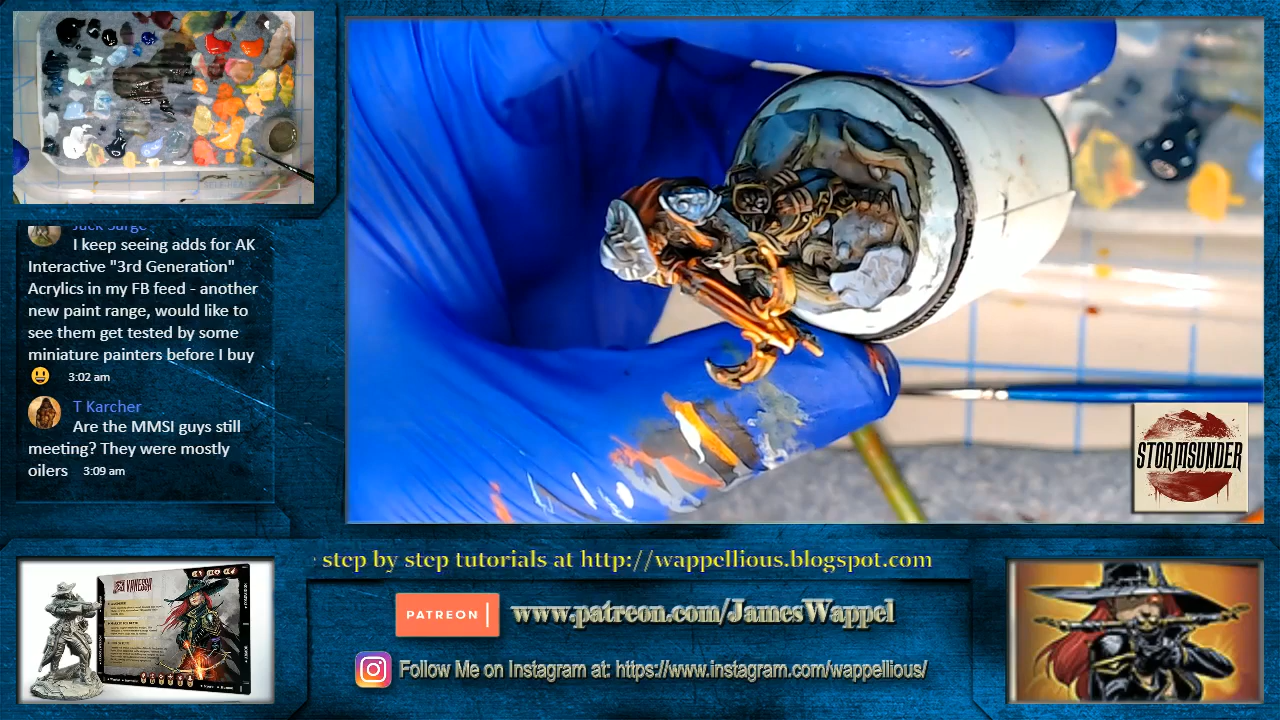 Jack Sarge
I keep seeing adds for AK
Interactive "3rd Generation"
Acrylics in my FB feed - another
new paint range, would like to
see them get tested by some
miniature painters before I buy
3:02 am
T Karcher
Are the MMSI guys still
meeting? They were mostly
oilers 3:09 am
STORMSUNDER
step by step tutorials at http://wappellious.blogspot.com
VANESSA
PATREON
www.patreon.com/JamesWappel
Follow Me on Instagram at: https://www.instagram.com/wappellious/